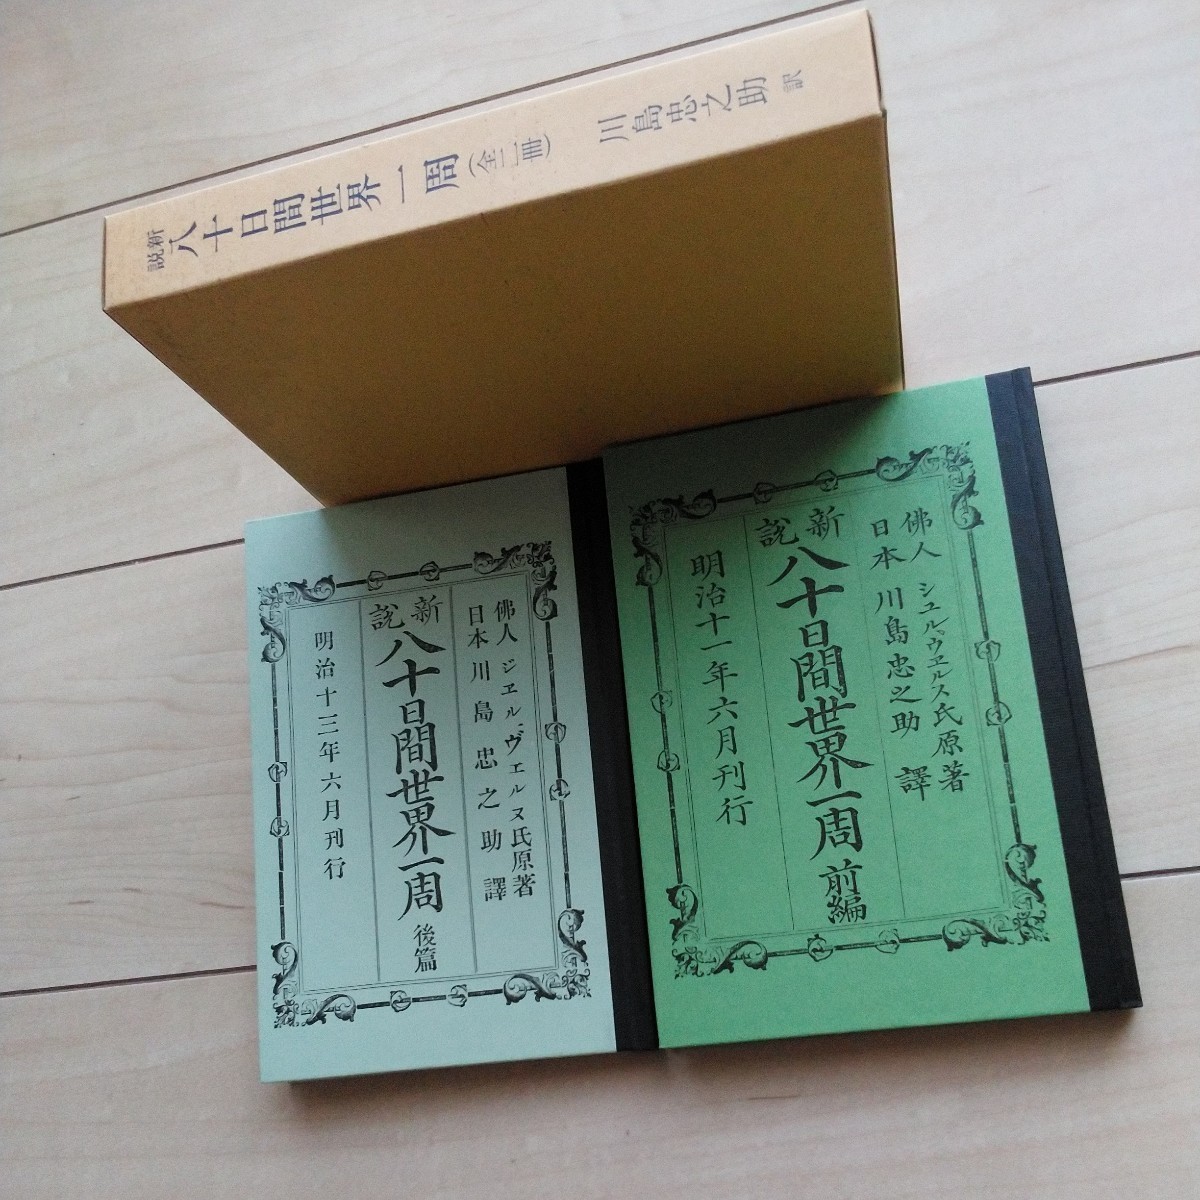 新説 八十日間世界一周 (全二冊) 川島忠之助 訳
佛人 シユル、ウエルス氏原著
日本 川島忠之助 譯
新説 八十日間世界一周 前編
明治十一年六月刊行
佛人 ジエル、ヴエルヌ氏原著
日本 川島忠之助 譯
新説 八十日間世界一周 後篇
明治十三年六月刊行